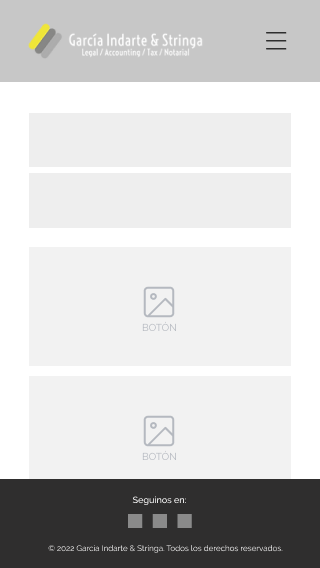 García Indarte & Stringa
Legal / Accounting / Tax / Notarial
BOTÓN
BOTÓN
Seguinos en:
© 2022 García Indarte & Stringa. Todos los derechos reservados.